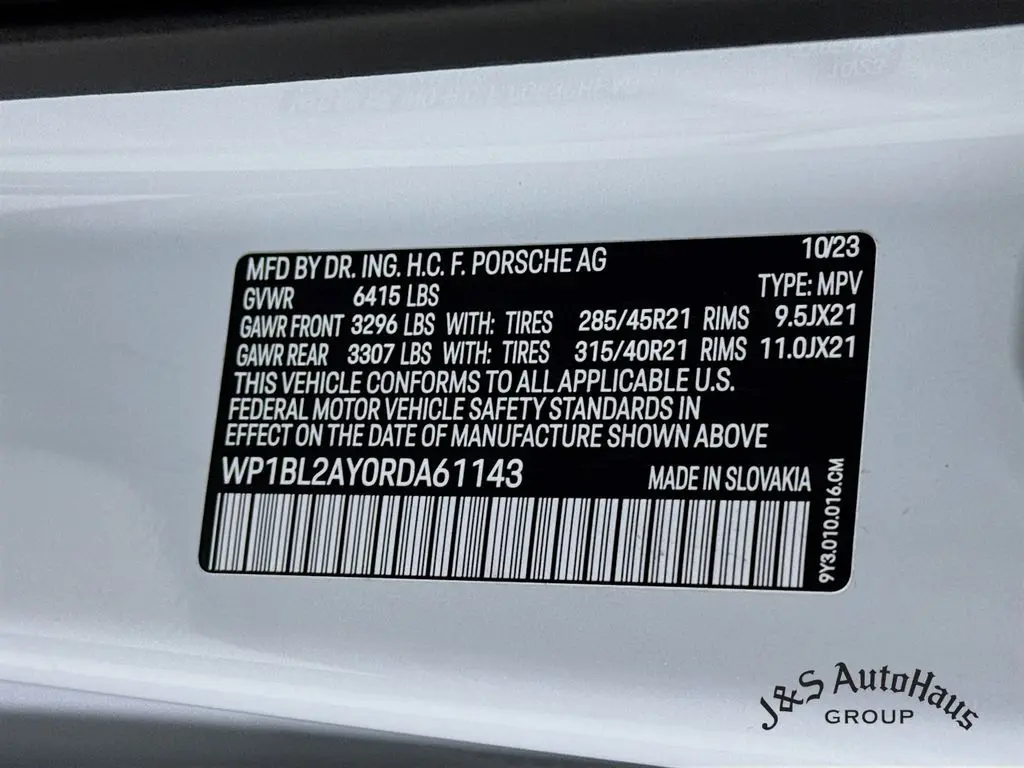 MFD BY DR. ING. H.C. F. PORSCHE AG 10/23
GVWR 6415 LBS TYPE: MPV
GAWR FRONT 3296 LBS WITH: TIRES 285/45R21 RIMS 9.5JX21
GAWR REAR 3307 LBS WITH: TIRES 315/40R21 RIMS 11.0JX21
THIS VEHICLE CONFORMS TO ALL APPLICABLE U.S.
FEDERAL MOTOR VEHICLE SAFETY STANDARDS IN
EFFECT ON THE DATE OF MANUFACTURE SHOWN ABOVE
WP1BL2AY0RDA61143 MADE IN SLOVAKIA
9Y3.010.016.CM
J&S AutoHaus
GROUP